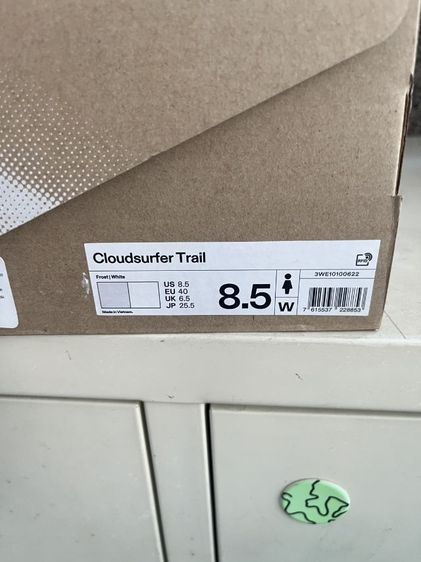 Cloudsurfer Trail
RFID
Frost | White
3WE10100622
US 8.5
EU 40
UK 6.5
JP 25.5
8.5
W
Made in Vietnam.
7 615537 228853